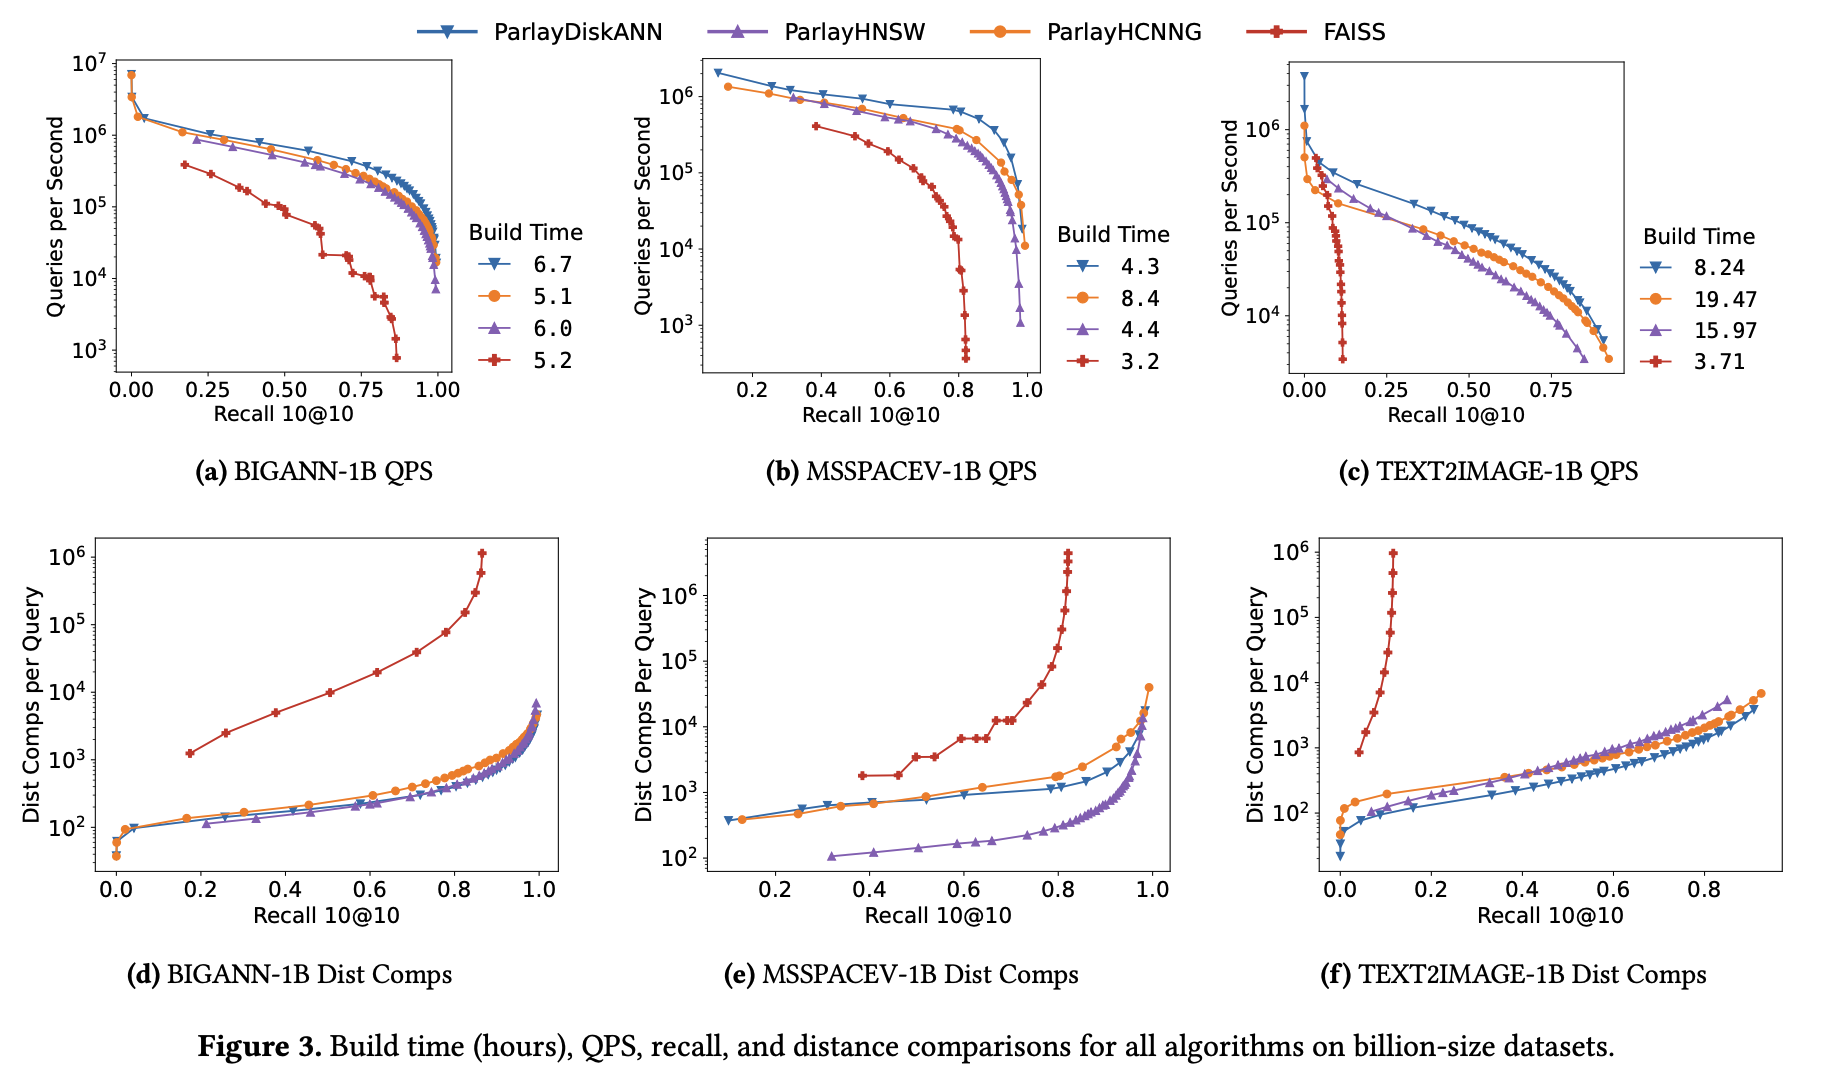 ParlayDiskANN ParlayHNSW ParlayHCNNG FAISS
10^7
10^6
10^5
10^4
10^3
Queries per Second
0.00 0.25 0.50 0.75 1.00
Recall 10@10
Build Time
6.7
5.1
6.0
5.2
(a) BIGANN-1B QPS
10^6
10^5
10^4
10^3
Queries per Second
0.2 0.4 0.6 0.8 1.0
Recall 10@10
Build Time
4.3
8.4
4.4
3.2
(b) MSSPACEV-1B QPS
10^6
10^5
10^4
Queries per Second
0.00 0.25 0.50 0.75
Recall 10@10
Build Time
8.24
19.47
15.97
3.71
(c) TEXT2IMAGE-1B QPS
10^6
10^5
10^4
10^3
10^2
Dist Comps per Query
0.0 0.2 0.4 0.6 0.8 1.0
Recall 10@10
(d) BIGANN-1B Dist Comps
10^6
10^5
10^4
10^3
10^2
Dist Comps Per Query
0.2 0.4 0.6 0.8 1.0
Recall 10@10
(e) MSSPACEV-1B Dist Comps
10^6
10^5
10^4
10^3
10^2
Dist Comps per Query
0.0 0.2 0.4 0.6 0.8
Recall 10@10
(f) TEXT2IMAGE-1B Dist Comps
Figure 3. Build time (hours), QPS, recall, and distance comparisons for all algorithms on billion-size datasets.